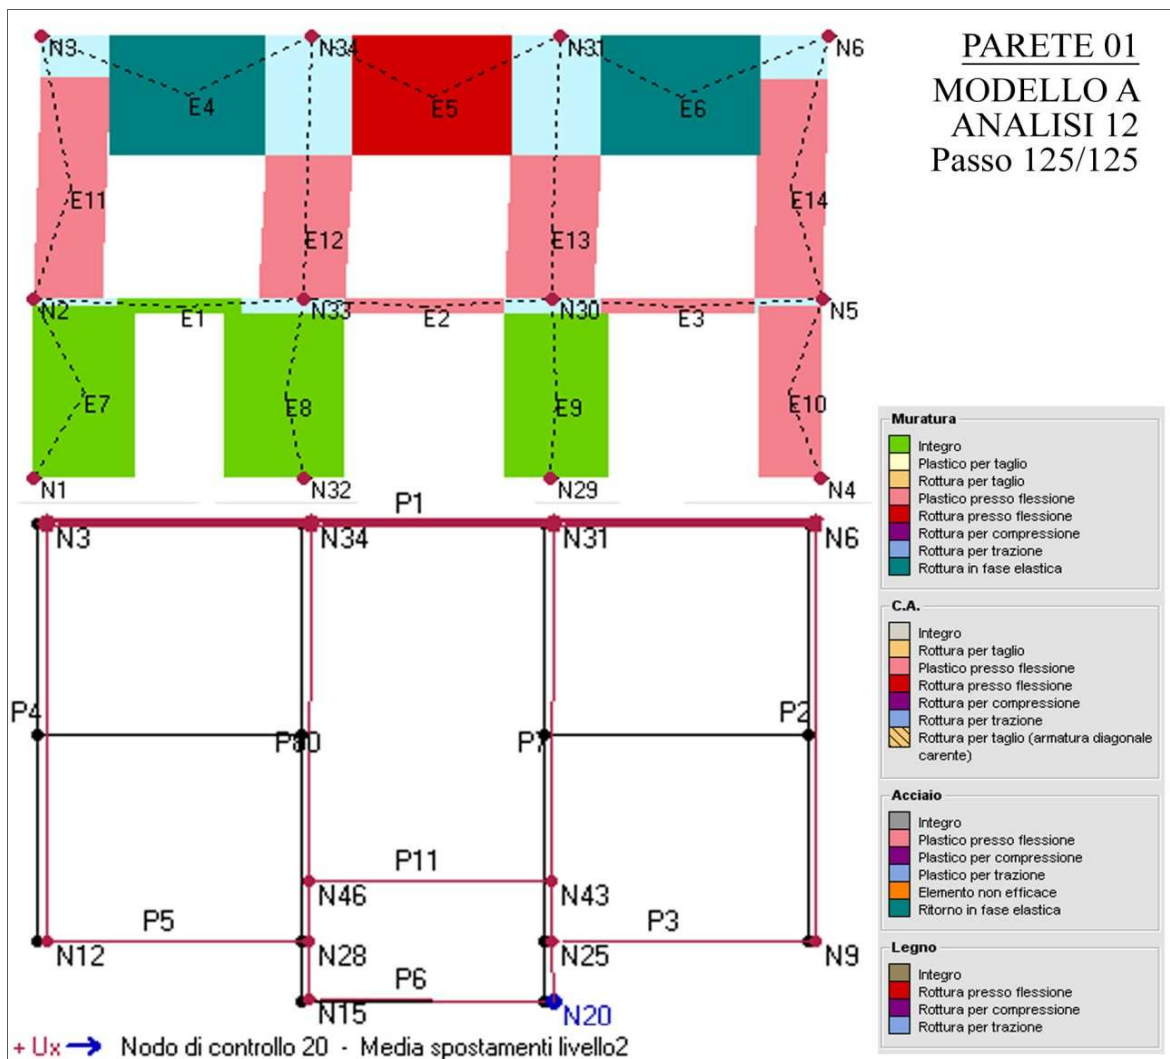 PARETE 01
MODELLO A
ANALISI 12
Passo 125/125
N3
N34
N31
N6
E4
E5
E6
E11
E12
E13
E14
N2
E1
N33
E2
N30
E3
N5
E7
E8
E9
E10
N1
N32
N29
N4
P1
N3
N34
N31
N6
P4
P80
P7
P2
P11
N46
N43
P5
P3
N12
N28
N25
N9
P6
N15
N20
+ Ux Nodo di controllo 20 - Media spostamenti livello2
Muratura
Integro
Plastico per taglio
Rottura per taglio
Plastico presso flessione
Rottura presso flessione
Rottura per compressione
Rottura per trazione
Rottura in fase elastica
C.A.
Integro
Rottura per taglio
Plastico presso flessione
Rottura presso flessione
Rottura per compressione
Rottura per trazione
Rottura per taglio (armatura diagonale
carente)
Acciaio
Integro
Plastico presso flessione
Plastico per compressione
Plastico per trazione
Elemento non efficace
Ritorno in fase elastica
Legno
Integro
Rottura presso flessione
Rottura per compressione
Rottura per trazione